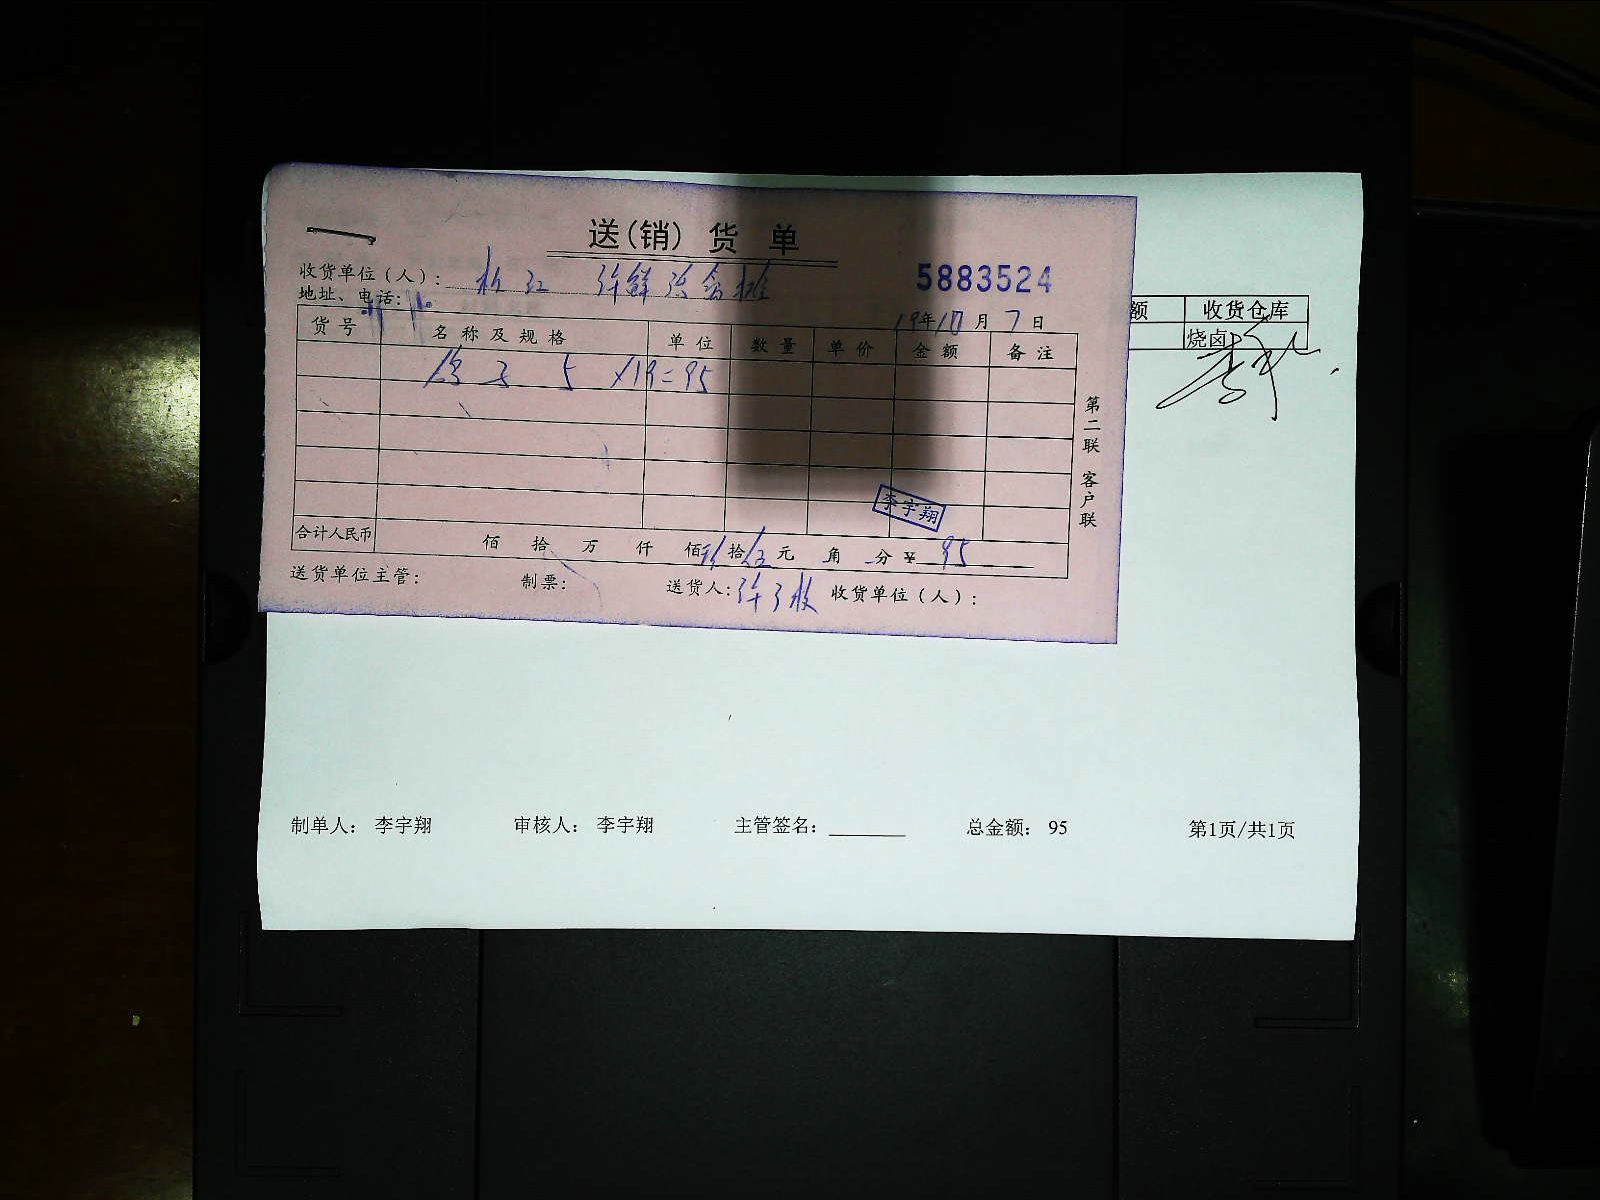 送(销) 货 单
5883524
收货单位(人):
地址、电话:
19年10月7日
货号 名称及规格 单位 数量 单价 金额 备注
5 ×19=95
李宇翔
合计人民币 佰 拾 万 仟 佰 拾 五 元 角 分 ¥ 95
送货单位主管: 制票: 送货人: 收货单位(人):
第二联 客户联
额 收货仓库
烧卤
制单人: 李宇翔 审核人: 李宇翔 主管签名: 总金额: 95 第1页/共1页